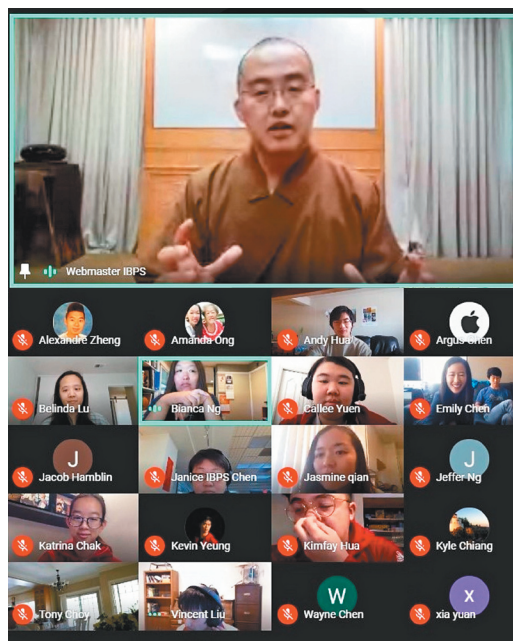 Webmaster IBPS
Alexandre Zheng
Amanda Ong
Andy Hua
Argus Chen
Belinda Lu
Bianca Ng
Callee Yuen
Emily Chen
J
Jacob Hamblin
Janice IBPS Chen
Jasmine qian
J
Jeffer Ng
Katrina Chak
Kevin Yeung
Kimfay Hua
Kyle Chiang
Tony Choy
Vincent Liu
W
Wayne Chen
x
xia yuan